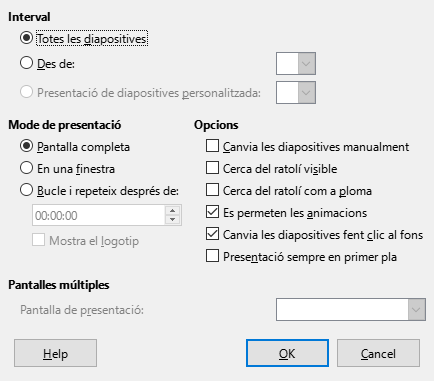 Interval
Totes les diapositives
Des de:
Presentació de diapositives personalitzada:
Mode de presentació
Pantalla completa
En una finestra
Bucle i repeteix després de:
00:00:00
Mostra el logotip
Opcions
Canvia les diapositives manualment
Cerca del ratolí visible
Cerca del ratolí com a ploma
Es permeten les animacions
Canvia les diapositives fent clic al fons
Presentació sempre en primer pla
Pantalles múltiples
Pantalla de presentació:
Help
OK
Cancel